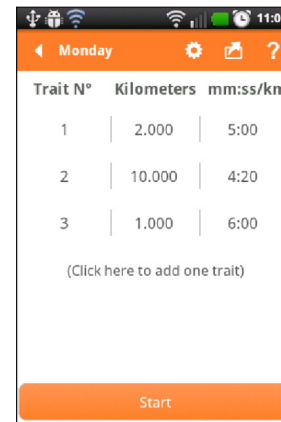 11:0
Monday ?
Trait N° Kilometers mm:ss/km
1 2.000 5:00
2 10.000 4:20
3 1.000 6:00
(Click here to add one trait)
Start